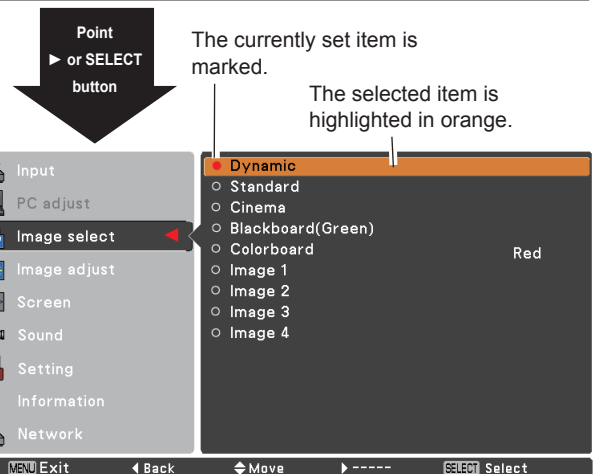 Point
► or SELECT
button
The currently set item is
marked.
The selected item is
highlighted in orange.
Input
PC adjust
Image select
Image adjust
Screen
Sound
Setting
Information
Network
Dynamic
Standard
Cinema
Blackboard(Green)
Colorboard Red
Image 1
Image 2
Image 3
Image 4
MENU Exit ◀Back ◆Move ▶----- SELECT Select